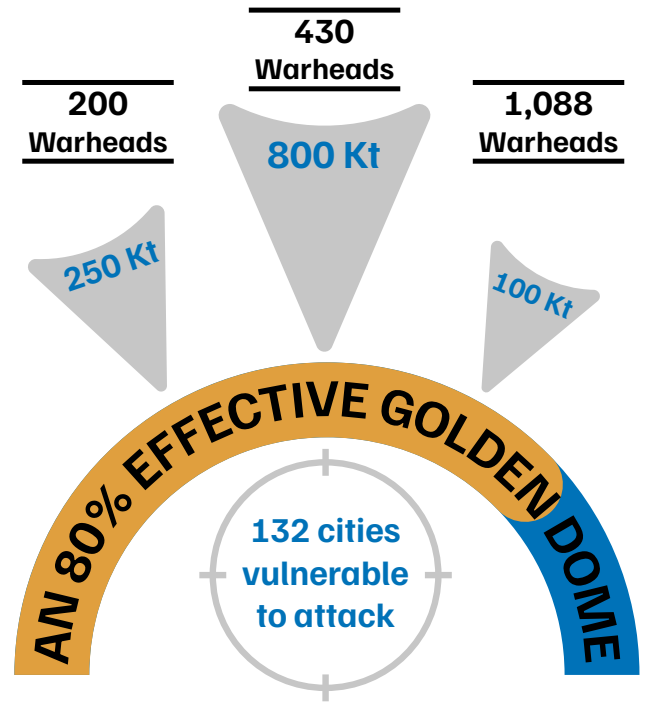 430
Warheads
200
Warheads
1,088
Warheads
800 Kt
250 Kt
100 Kt
AN 80% EFFECTIVE GOLDEN DOME
132 cities
vulnerable
to attack